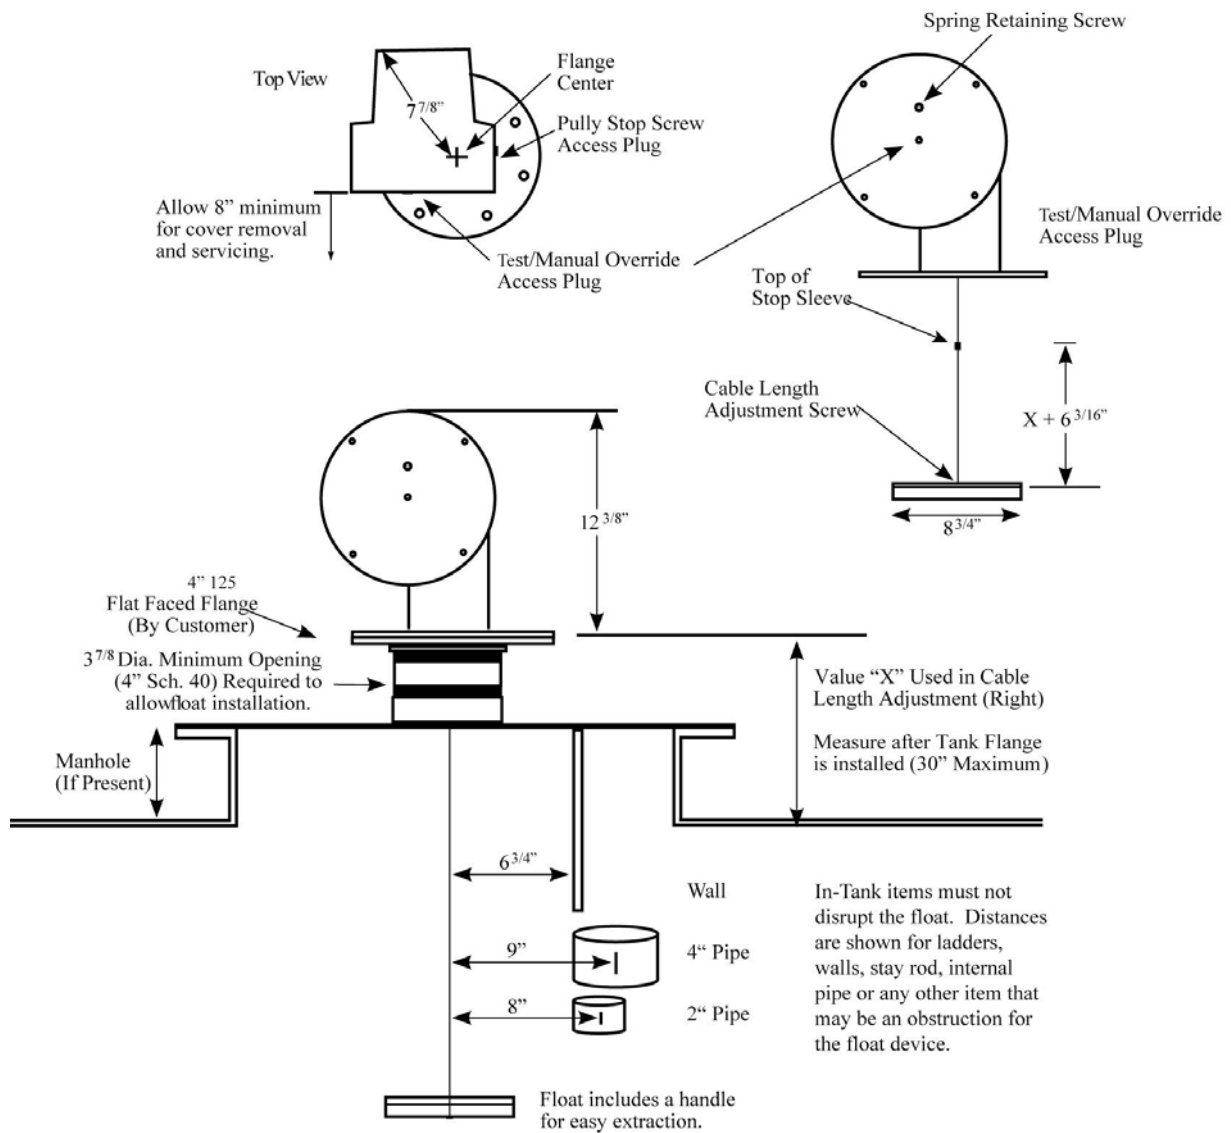 Spring Retaining Screw
Top View
Flange
Center
7 7/8”
Pully Stop Screw
Access Plug
Allow 8” minimum
for cover removal
and servicing.
Test/Manual Override
Access Plug
Test/Manual Override
Access Plug
Top of
Stop Sleeve
Cable Length
Adjustment Screw
X + 6 3/16”
8 3/4”
12 3/8”
4” 125
Flat Faced Flange
(By Customer)
3 7/8 Dia. Minimum Opening
(4” Sch. 40) Required to
allowfloat installation.
Manhole
(If Present)
Value “X” Used in Cable
Length Adjustment (Right)
Measure after Tank Flange
is installed (30” Maximum)
6 3/4”
Wall
9”
4“ Pipe
8”
2“ Pipe
In-Tank items must not
disrupt the float. Distances
are shown for ladders,
walls, stay rod, internal
pipe or any other item that
may be an obstruction for
the float device.
Float includes a handle
for easy extraction.